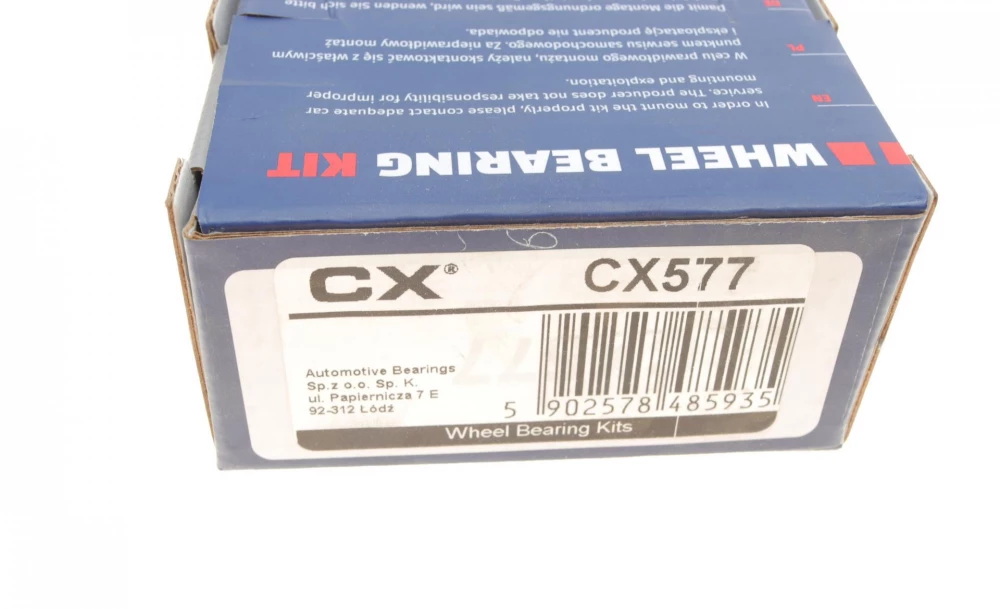 Damit die Montage ordnungsgemäß sein wird, wenden Sie sich bitte
PL
W celu prawidłowego montażu, należy skontaktować się z właściwym
punktem serwisu samochodowego. Za nieprawidłowy montaż
i eksploatację producent nie odpowiada.
EN
In order to mount the kit properly, please contact adequate car
service. The producer does not take responsibility for improper
mounting and exploitation.
WHEEL BEARING KIT
CX® CX577
Automotive Bearings
Sp.z o.o. Sp. K.
ul. Papiernicza 7 E
92-312 Łódź
5 902578 485935
Wheel Bearing Kits